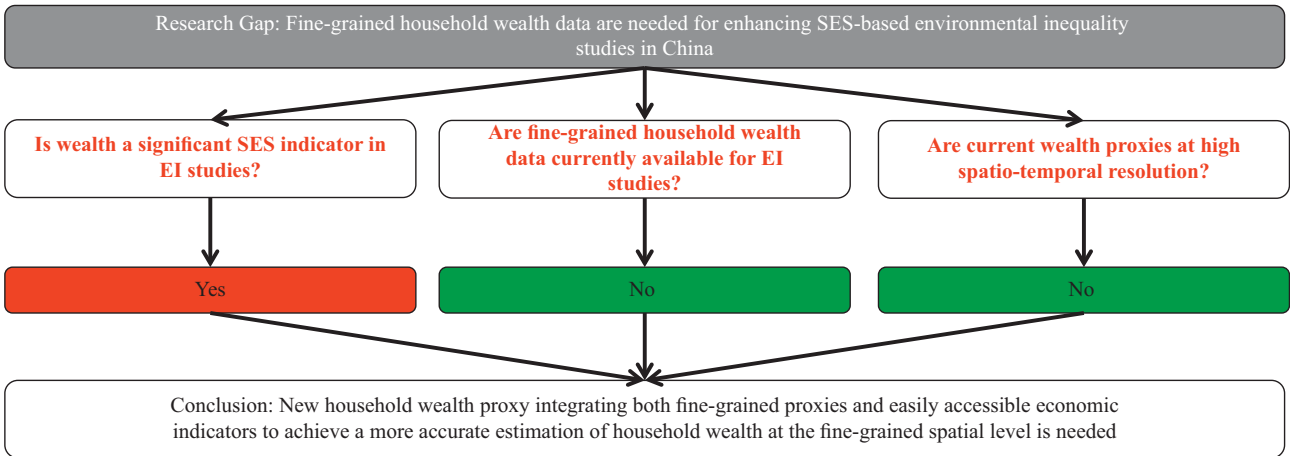 Research Gap: Fine-grained household wealth data are needed for enhancing SES-based environmental inequality
studies in China
Is wealth a significant SES indicator in
EI studies?
Are fine-grained household wealth
data currently available for EI
studies?
Are current wealth proxies at high
spatio-temporal resolution?
Yes
No
No
Conclusion: New household wealth proxy integrating both fine-grained proxies and easily accessible economic
indicators to achieve a more accurate estimation of household wealth at the fine-grained spatial level is needed